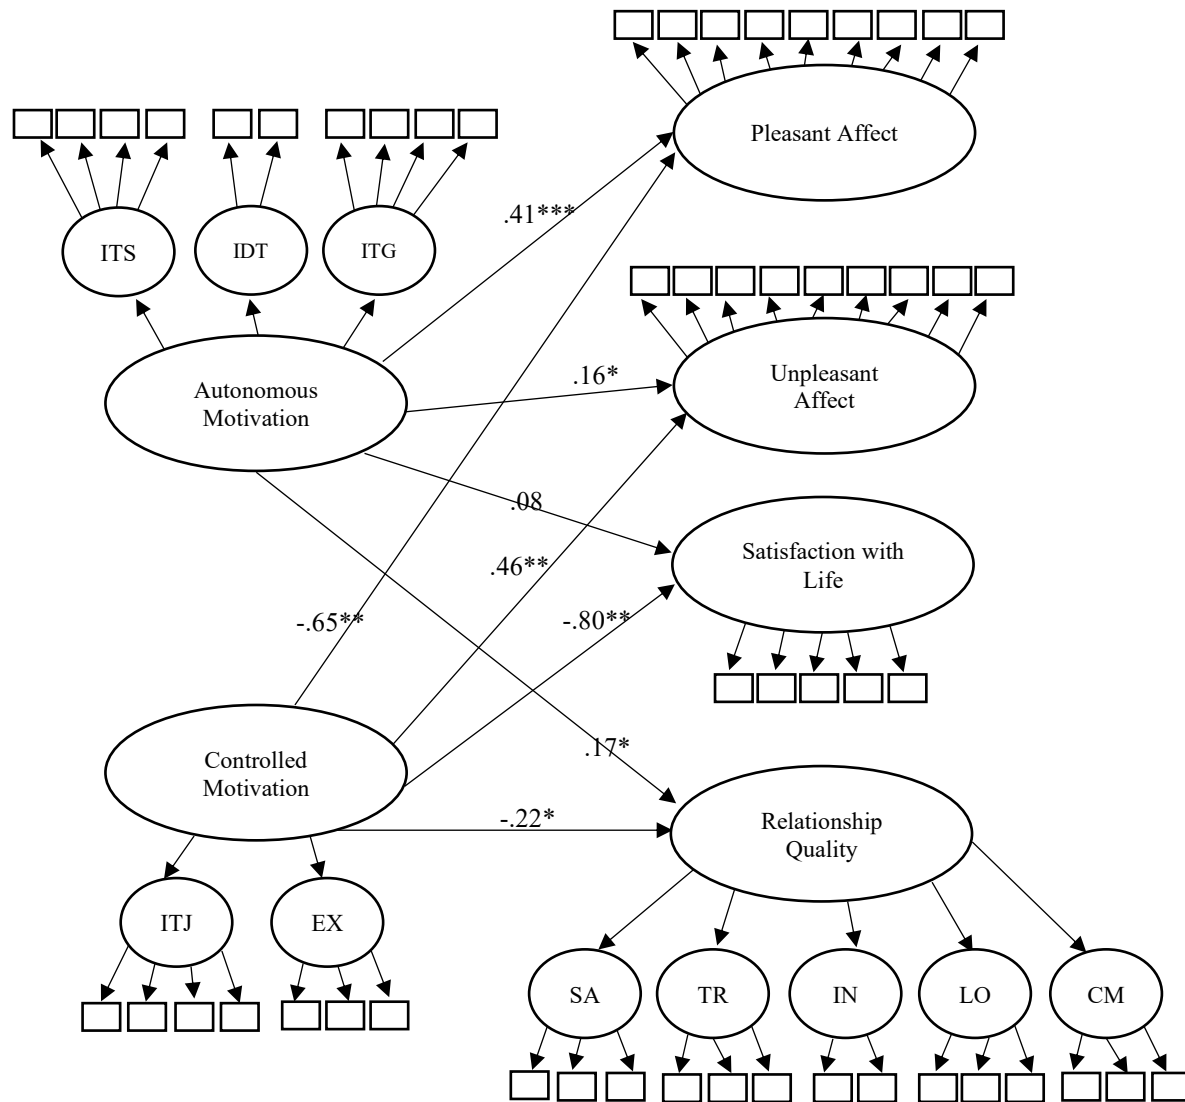 Pleasant Affect
.41***
ITS
IDT
ITG
Autonomous
Motivation
.16*
Unpleasant
Affect
.08
.46**
Satisfaction with
Life
-.65**
-.80**
.17*
Controlled
Motivation
-.22*
Relationship
Quality
ITJ
EX
SA
TR
IN
LO
CM